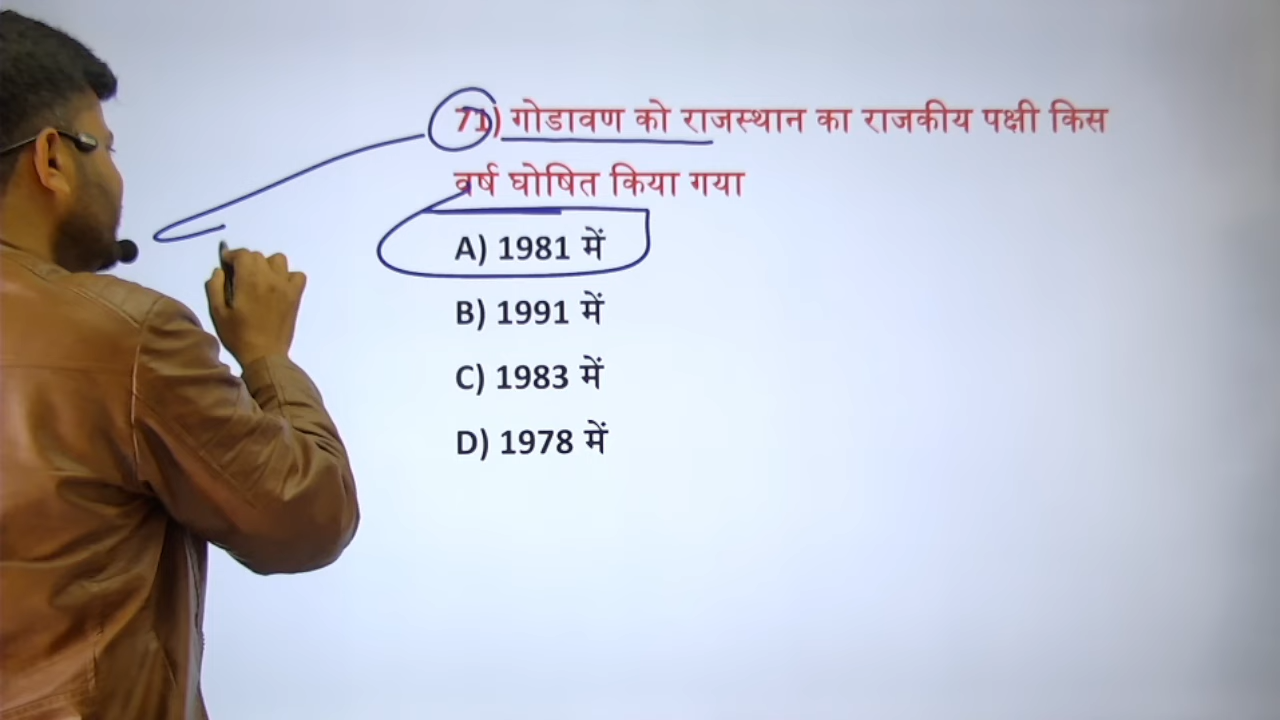 71) गोडावण को राजस्थान का राजकीय पक्षी किस
वर्ष घोषित किया गया
A) 1981 में
B) 1991 में
C) 1983 में
D) 1978 में